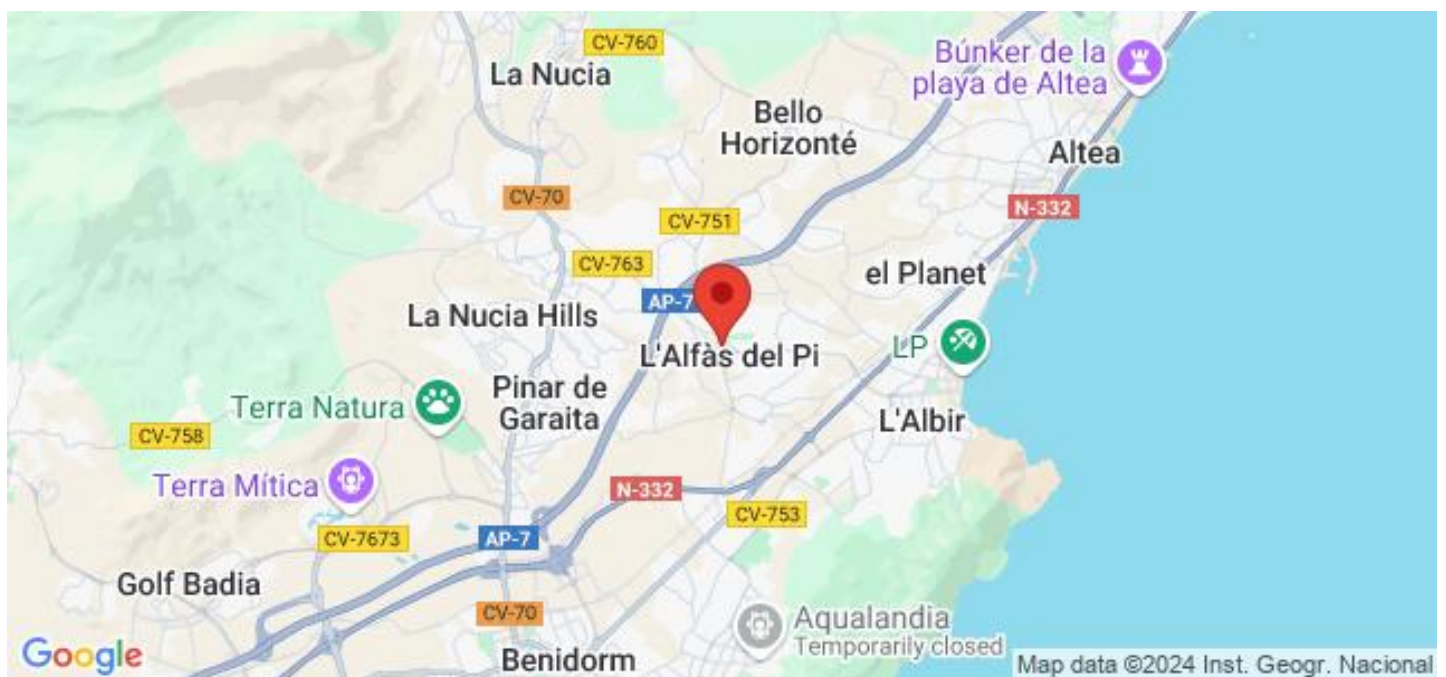 CV-760
La Nucia
Búnker de la
playa de Altea
Bello
Horizonté
Altea
CV-70
N-332
CV-751
CV-763
el Planet
AP-7
La Nucia Hills
LP
L'Alfàs del Pi
Pinar de
Garaita
Terra Natura
L'Albir
CV-758
Terra Mítica
N-332
CV-753
CV-7673
AP-7
Golf Badia
CV-70
Aqualandia
Temporarily closed
Benidorm
Google
Map data ©2024 Inst. Geogr. Nacional